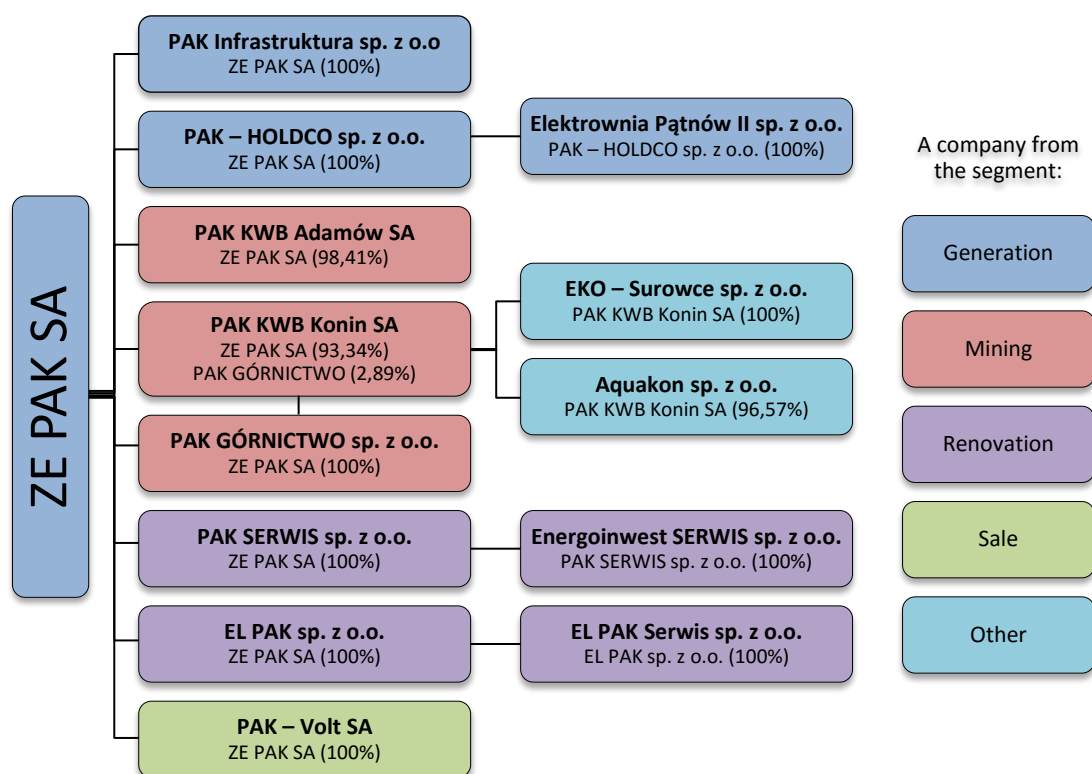 ZE PAK SA
PAK Infrastruktura sp. z o.o
ZE PAK SA (100%)
PAK – HOLDCO sp. z o.o.
ZE PAK SA (100%)
Elektrownia Pątnów II sp. z o.o.
PAK – HOLDCO sp. z o.o. (100%)
PAK KWB Adamów SA
ZE PAK SA (98,41%)
PAK KWB Konin SA
ZE PAK SA (93,34%)
PAK GÓRNICTWO (2,89%)
EKO – Surowce sp. z o.o.
PAK KWB Konin SA (100%)
Aquakon sp. z o.o.
PAK KWB Konin SA (96,57%)
PAK GÓRNICTWO sp. z o.o.
ZE PAK SA (100%)
PAK SERWIS sp. z o.o.
ZE PAK SA (100%)
Energoinwest SERWIS sp. z o.o.
PAK SERWIS sp. z o.o. (100%)
EL PAK sp. z o.o.
ZE PAK SA (100%)
EL PAK Serwis sp. z o.o.
EL PAK sp. z o.o. (100%)
PAK – Volt SA
ZE PAK SA (100%)
A company from
the segment:
Generation
Mining
Renovation
Sale
Other